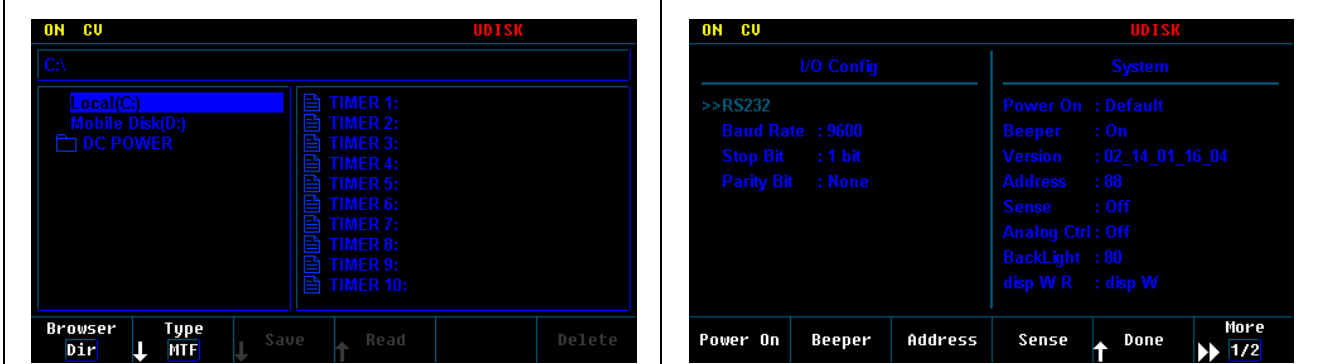 ON CV UDISK
C:\
Local(C:)
Mobile Disk(D:)
DC POWER
TIMER 1:
TIMER 2:
TIMER 3:
TIMER 4:
TIMER 5:
TIMER 6:
TIMER 7:
TIMER 8:
TIMER 9:
TIMER 10:
Browser Type Save Read Delete
Dir MTF
ON CV UDISK
I/O Config
>>RS232
Baud Rate : 9600
Stop Bit : 1 bit
Parity Bit : None
System
Power On : Default
Beeper : On
Version : 02_14_01_16_04
Address : 88
Sense : Off
Analog Ctrl : Off
BackLight : 80
disp W R : disp W
Power On Beeper Address Sense Done More
1/2